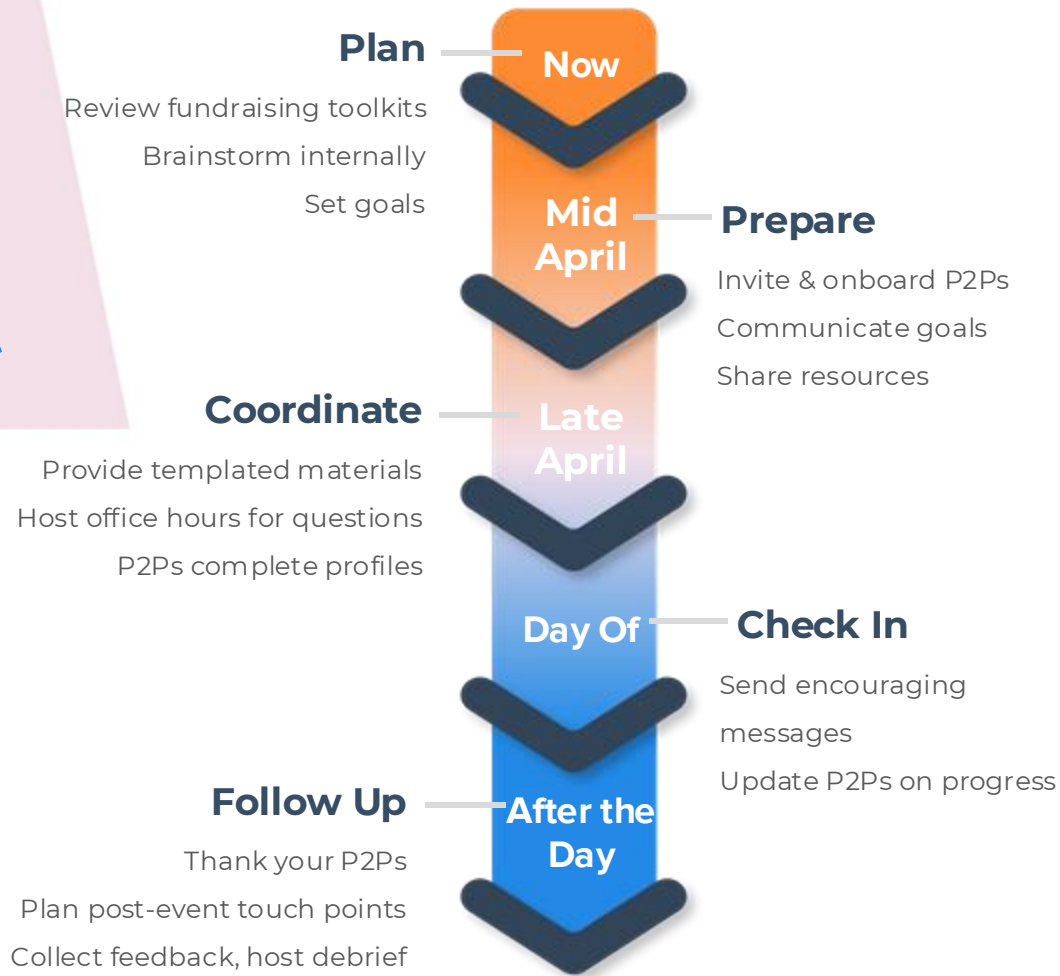 Plan
Now
Review fundraising toolkits
Brainstorm internally
Set goals
Mid
April
Prepare
Invite & onboard P2Ps
Communicate goals
Share resources
Coordinate
Late
April
Provide templated materials
Host office hours for questions
P2Ps complete profiles
Day Of
Check In
Send encouraging
messages
Update P2Ps on progress
Follow Up
After the
Day
Thank your P2Ps
Plan post-event touch points
Collect feedback, host debrief